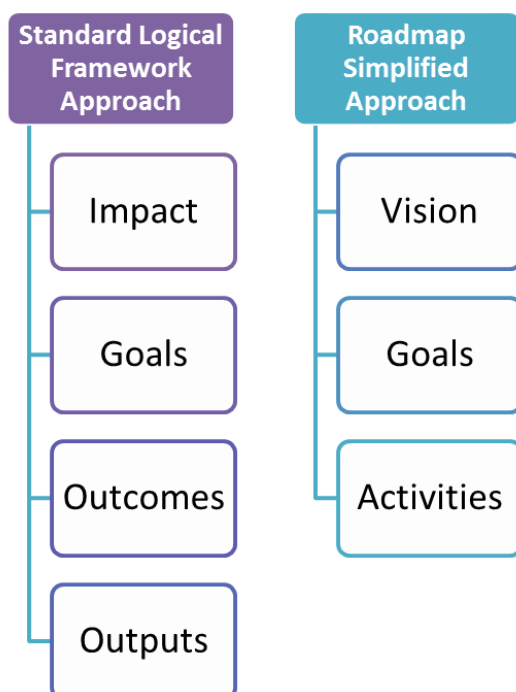 Standard Logical
Framework
Approach
Impact
Goals
Outcomes
Outputs
Roadmap
Simplified
Approach
Vision
Goals
Activities